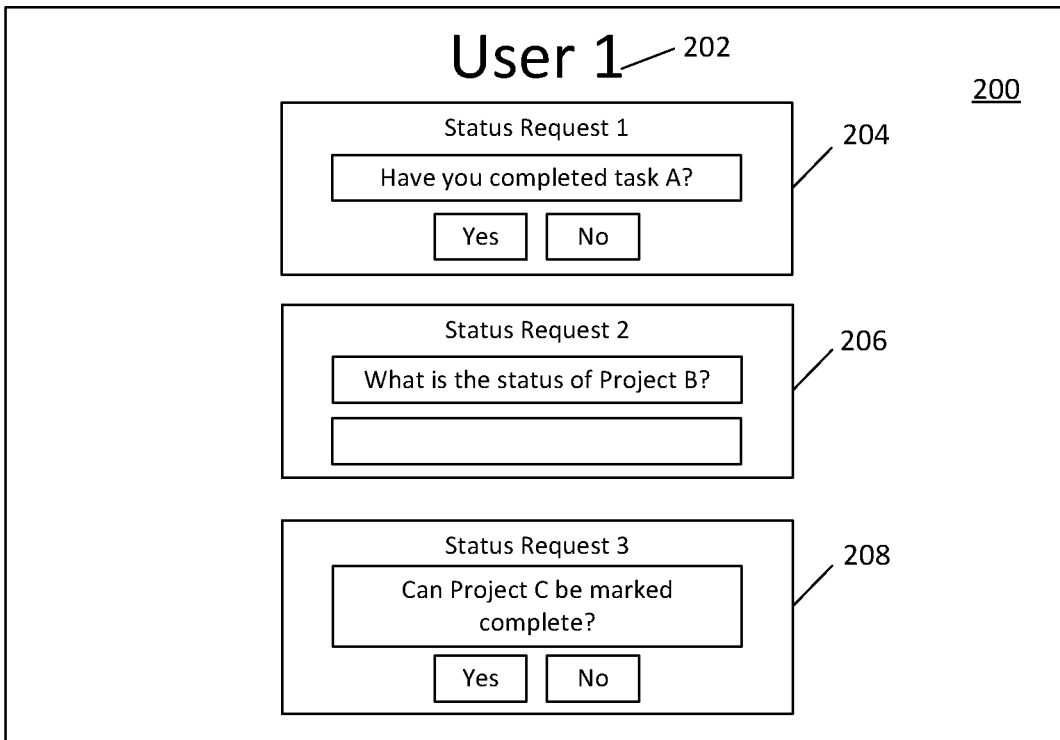 User 1
202
200
Status Request 1
204
Have you completed task A?
Yes No
Status Request 2
206
What is the status of Project B?
Status Request 3
208
Can Project C be marked
complete?
Yes No